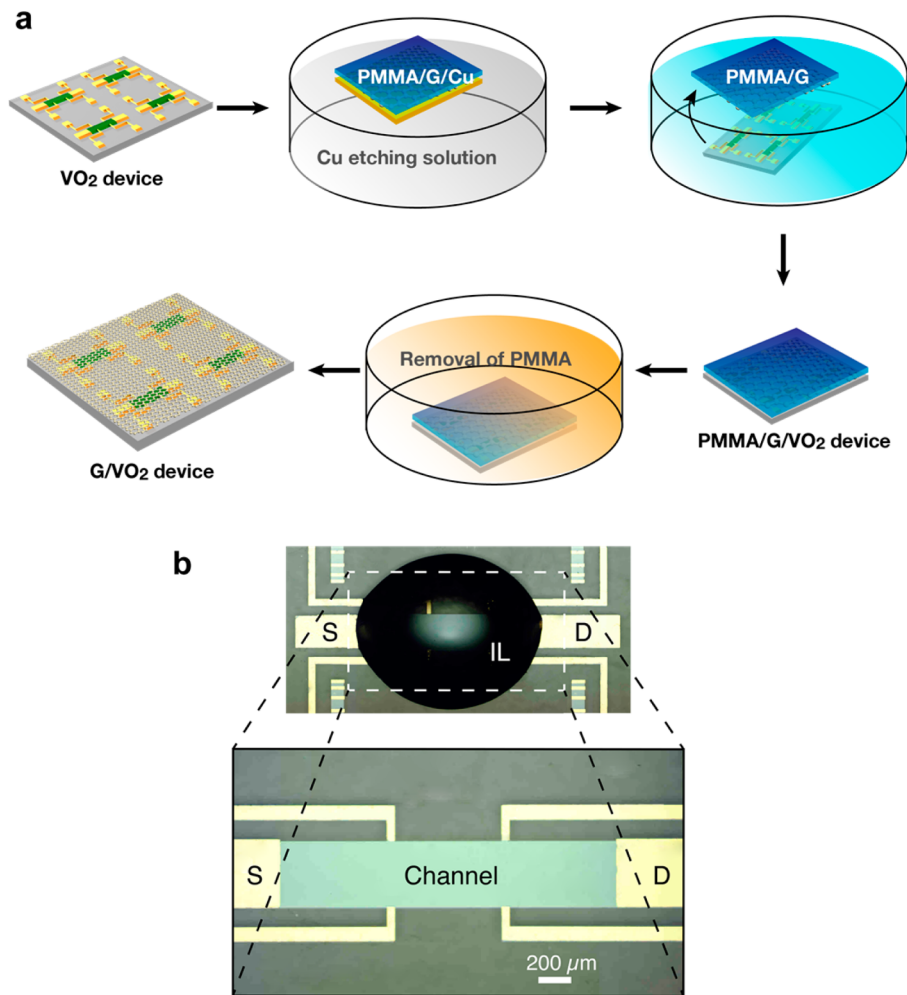 a
VO2 device
PMMA/G/Cu
Cu etching solution
PMMA/G
PMMA/G/VO2 device
Removal of PMMA
G/VO2 device
b
S
D
IL
S
Channel
D
200 μm